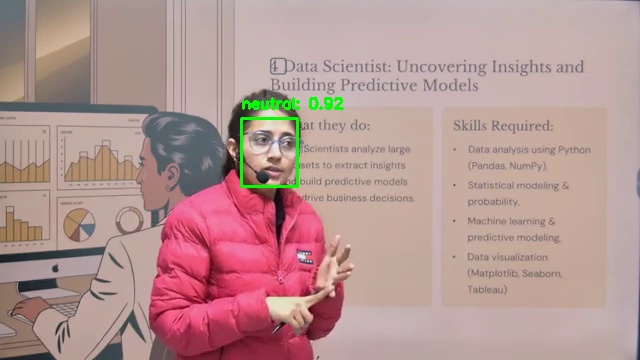 4 Data Scientist: Uncovering Insights and
Building Predictive Models
neutral: 0.92
at they do:
Scientists analyze large
sets to extract insights
build predictive models
drive business decisions.
Skills Required:
• Data analysis using Python
(Pandas, NumPy),
• Statistical modeling &
probability,
• Machine learning &
predictive modeling,
• Data visualization
(Matplotlib, Seaborn,
Tableau)